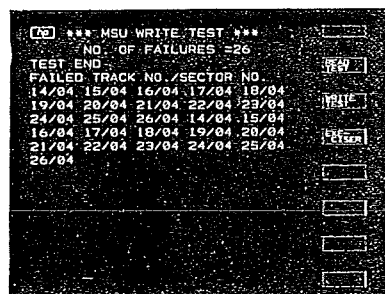 hp *** MSU WRITE TEST ***
NO. OF FAILURES =26
TEST END
FAILED TRACK NO./SECTOR NO.
14/04 15/04 16/04 17/04 18/04
19/04 20/04 21/04 22/04 23/04
24/04 25/04 26/04 14/04 15/04
16/04 17/04 18/04 19/04 20/04
21/04 22/04 23/04 24/04 25/04
26/04
READ
TEST
WRITE
EXER-
CISER